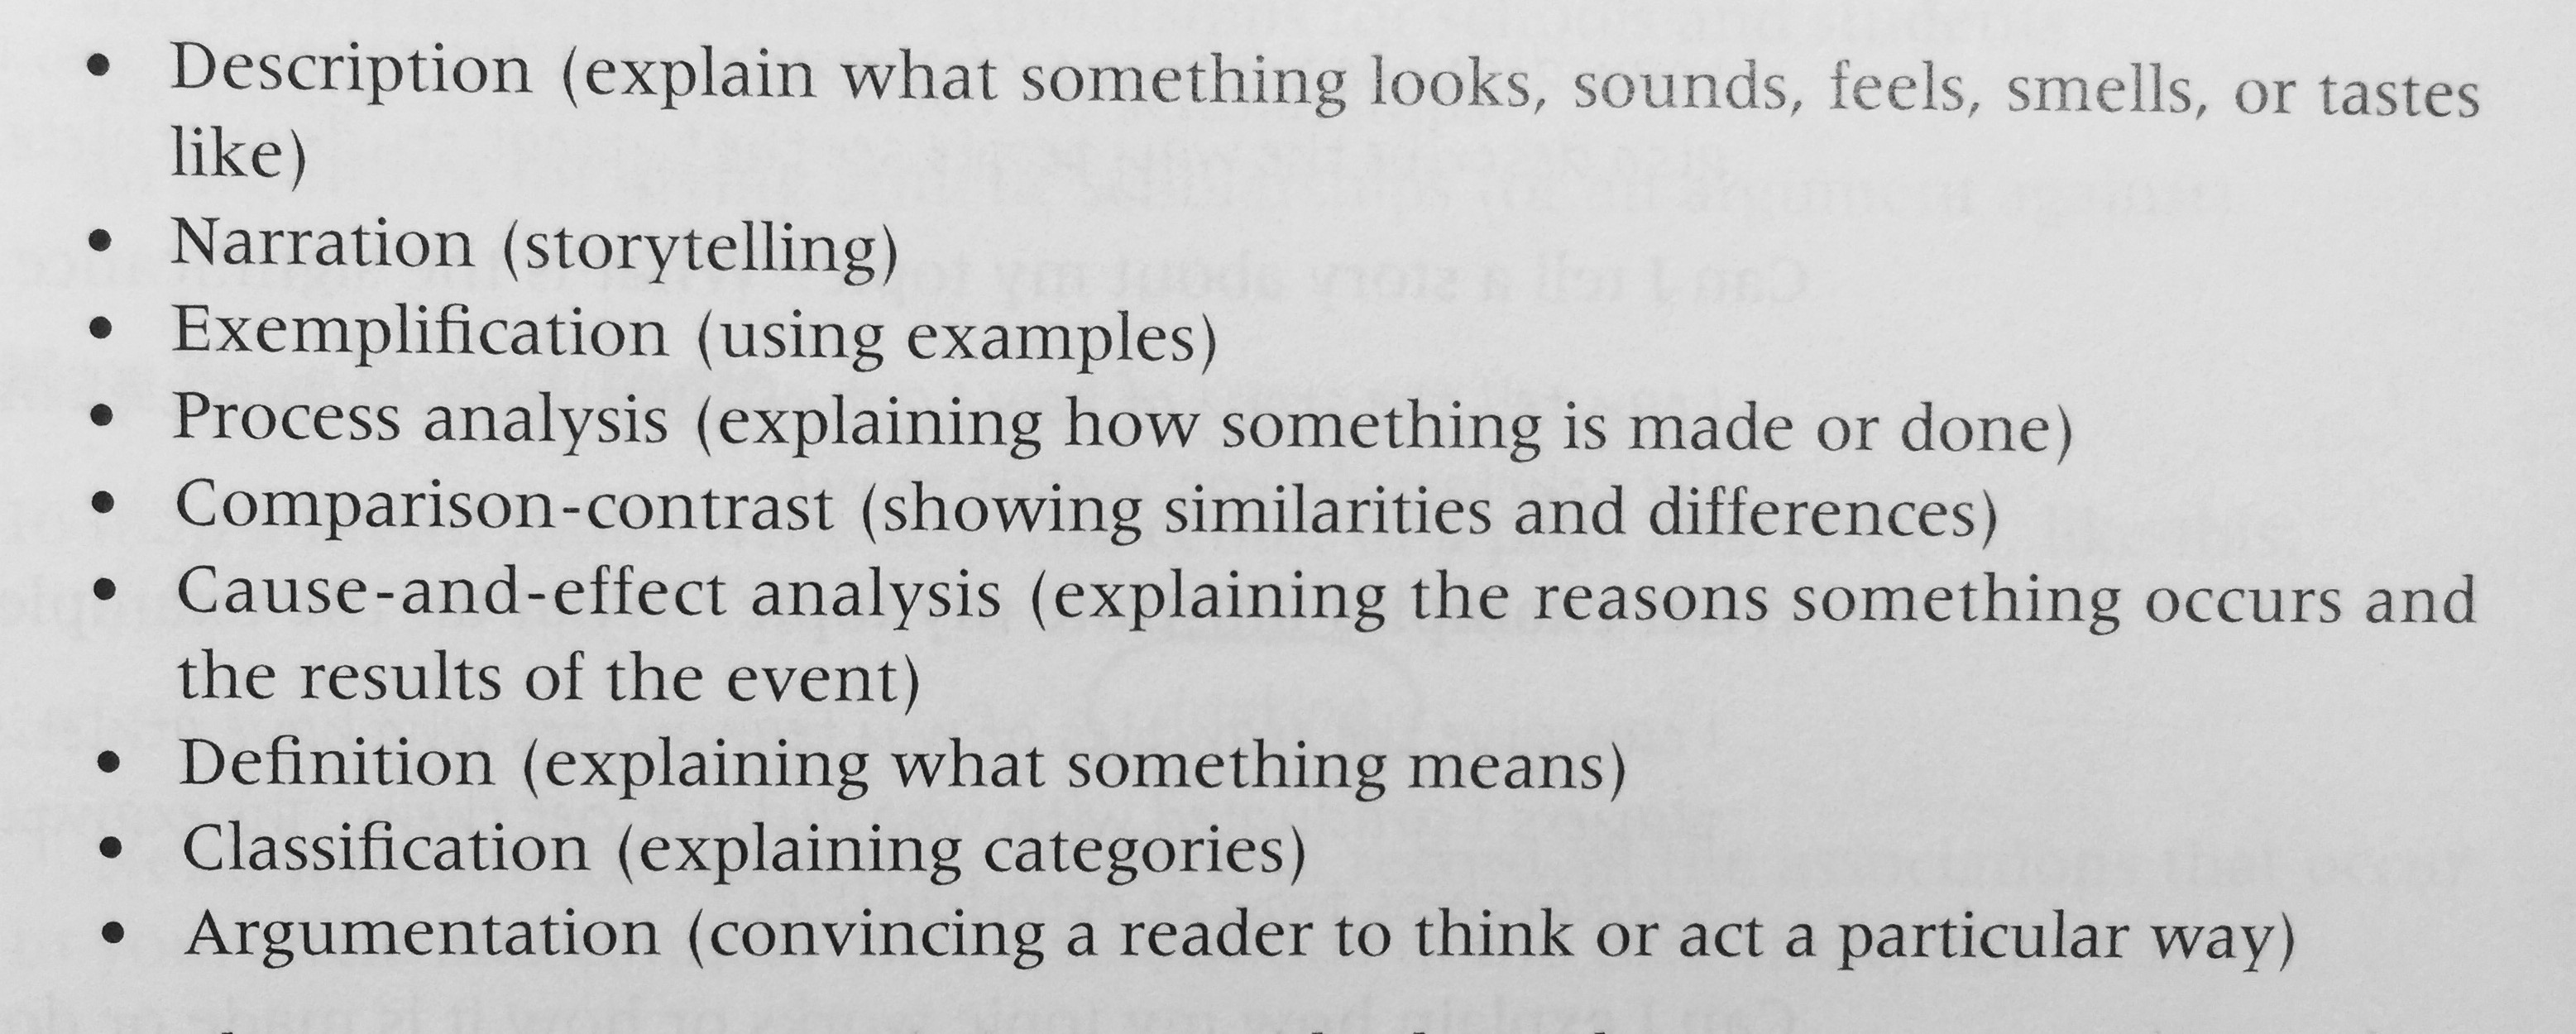 • Description (explain what something looks, sounds, feels, smells, or tastes
like)
• Narration (storytelling)
• Exemplification (using examples)
• Process analysis (explaining how something is made or done)
• Comparison-contrast (showing similarities and differences)
• Cause-and-effect analysis (explaining the reasons something occurs and
the results of the event)
• Definition (explaining what something means)
• Classification (explaining categories)
• Argumentation (convincing a reader to think or act a particular way)